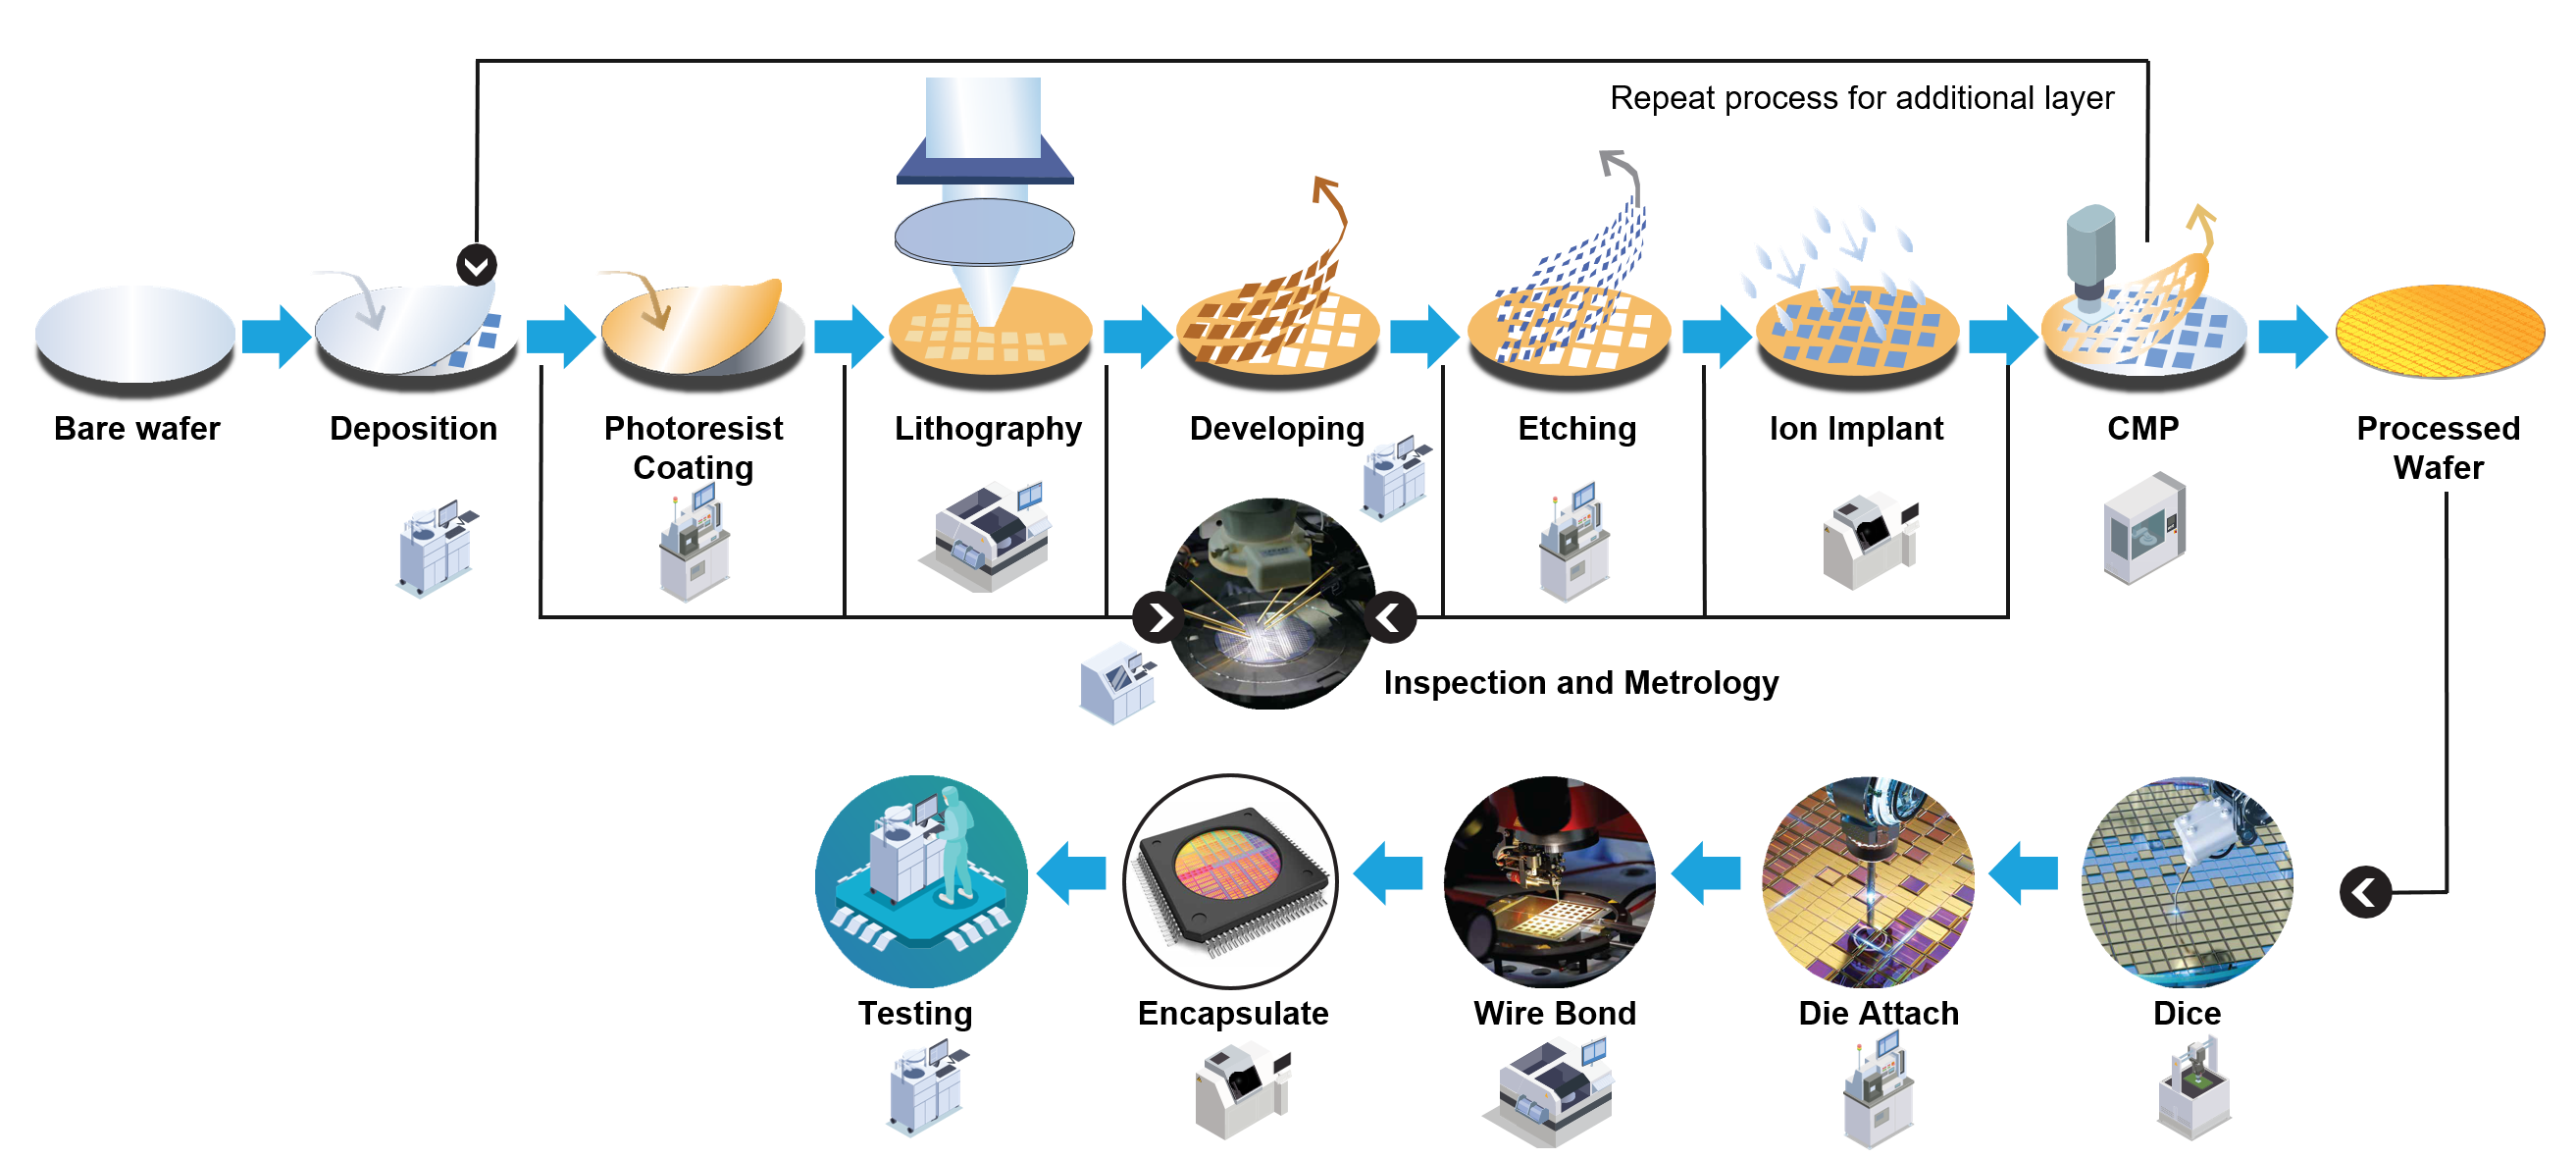 Repeat process for additional layer
Bare wafer
Deposition
Photoresist
Coating
Lithography
Developing
Etching
Ion Implant
CMP
Processed
Wafer
Inspection and Metrology
Testing
Encapsulate
Wire Bond
Die Attach
Dice